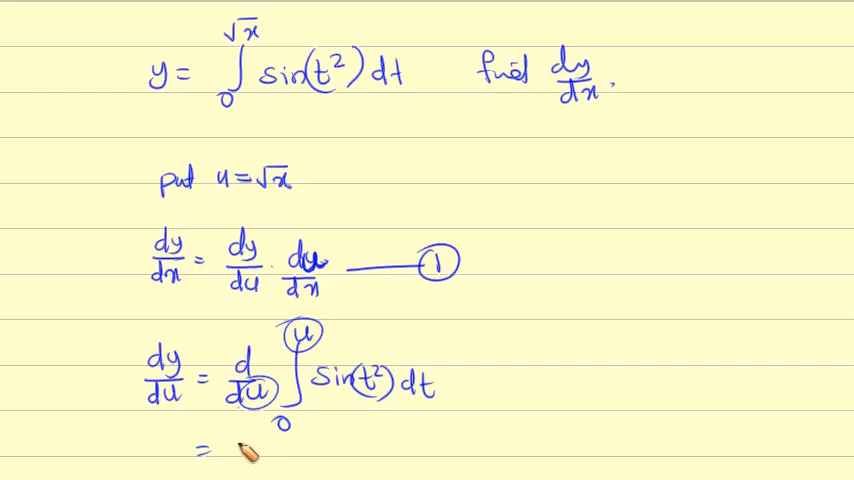 y = ∫₀^√x sin(t²) dt find dy/dx.
put u = √x
dy/dx = dy/du · du/dx —— ①
dy/du = d/du ∫₀^u sin(t²) dt
=